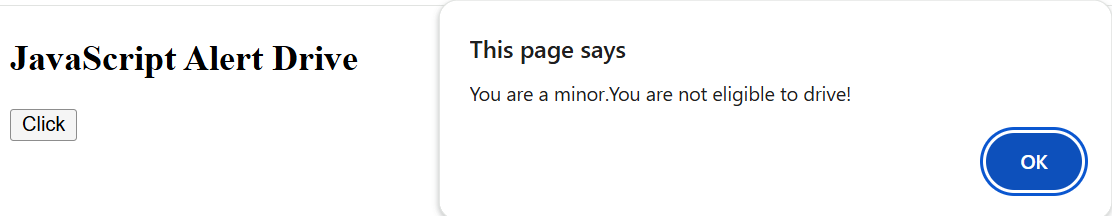 JavaScript Alert Drive
Click
This page says
You are a minor.You are not eligible to drive!
OK